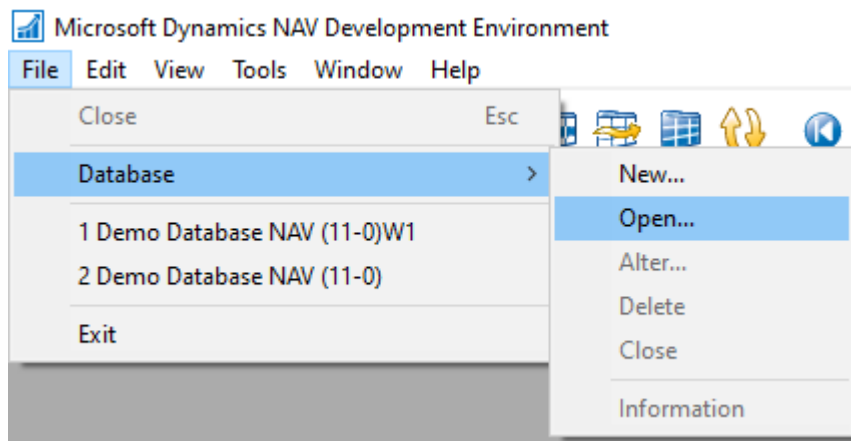 Microsoft Dynamics NAV Development Environment
File Edit View Tools Window Help
Close Esc
Database >
1 Demo Database NAV (11-0)W1
2 Demo Database NAV (11-0)
Exit
New...
Open...
Alter...
Delete
Close
Information